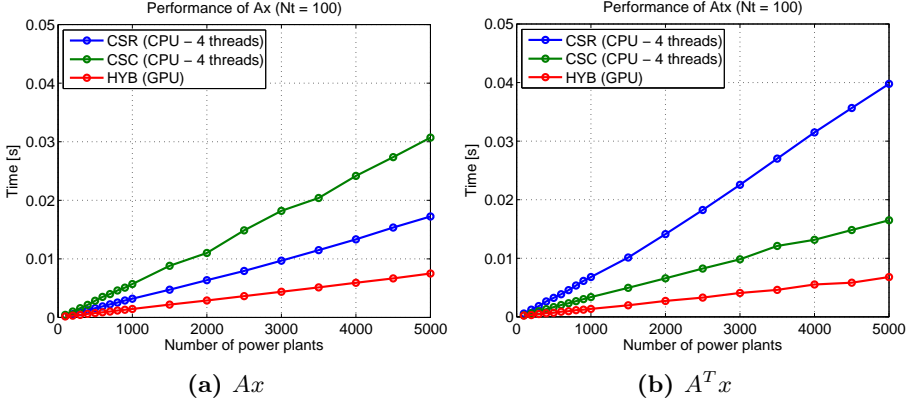 Performance of Ax (Nt = 100)
0.05
0.04
0.03
0.02
0.01
0
Time [s]
CSR (CPU − 4 threads)
CSC (CPU − 4 threads)
HYB (GPU)
0 1000 2000 3000 4000 5000
Number of power plants
(a) Ax
Performance of Atx (Nt = 100)
0.05
0.04
0.03
0.02
0.01
0
Time [s]
CSR (CPU − 4 threads)
CSC (CPU − 4 threads)
HYB (GPU)
0 1000 2000 3000 4000 5000
Number of power plants
(b) Aᵀx